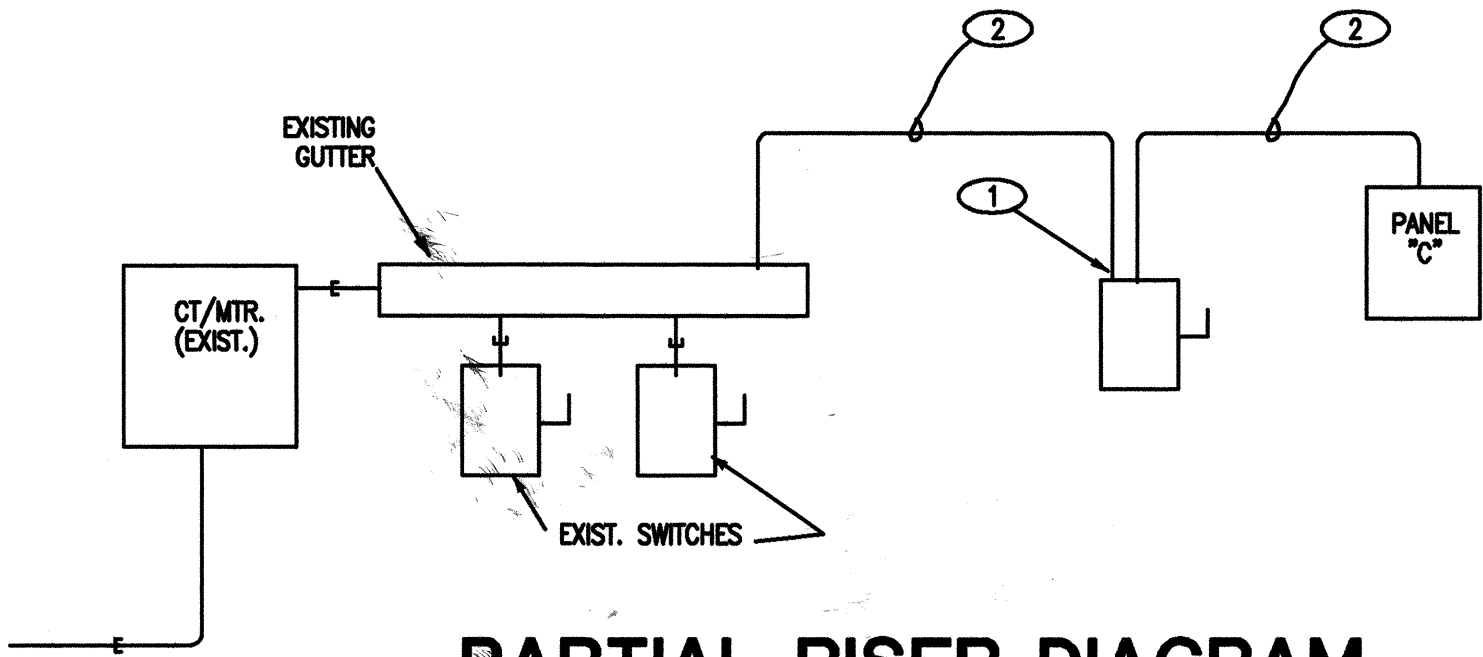 2
2
EXISTING
GUTTER
1
PANEL
"C"
CT/MTR.
(EXIST.)
EXIST. SWITCHES
PARTIAL RISER DIAGRAM